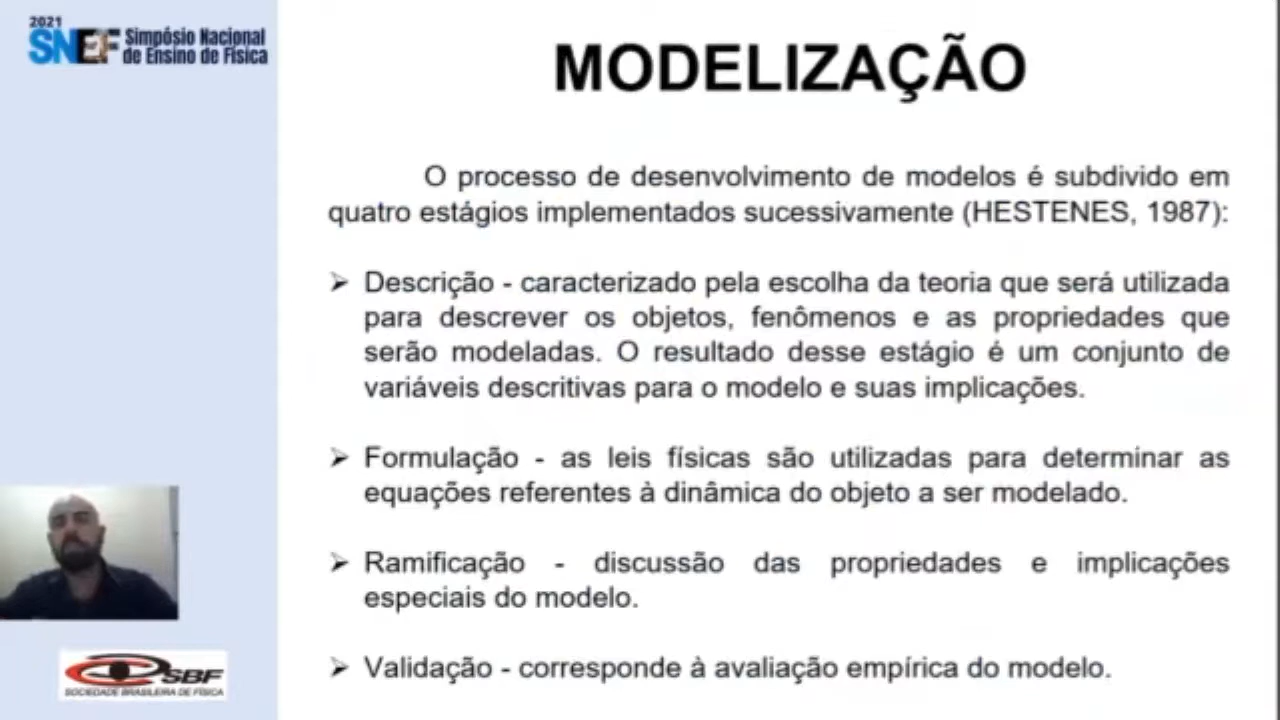 2021
SNEF Simpósio Nacional
de Ensino de Física
MODELIZAÇÃO
O processo de desenvolvimento de modelos é subdivido em
quatro estágios implementados sucessivamente (HESTENES, 1987):
➢ Descrição - caracterizado pela escolha da teoria que será utilizada
para descrever os objetos, fenômenos e as propriedades que
serão modeladas. O resultado desse estágio é um conjunto de
variáveis descritivas para o modelo e suas implicações.
➢ Formulação - as leis físicas são utilizadas para determinar as
equações referentes à dinâmica do objeto a ser modelado.
➢ Ramificação - discussão das propriedades e implicações
especiais do modelo.
➢ Validação - corresponde à avaliação empírica do modelo.
SBF
SOCIEDADE BRASILEIRA DE FÍSICA